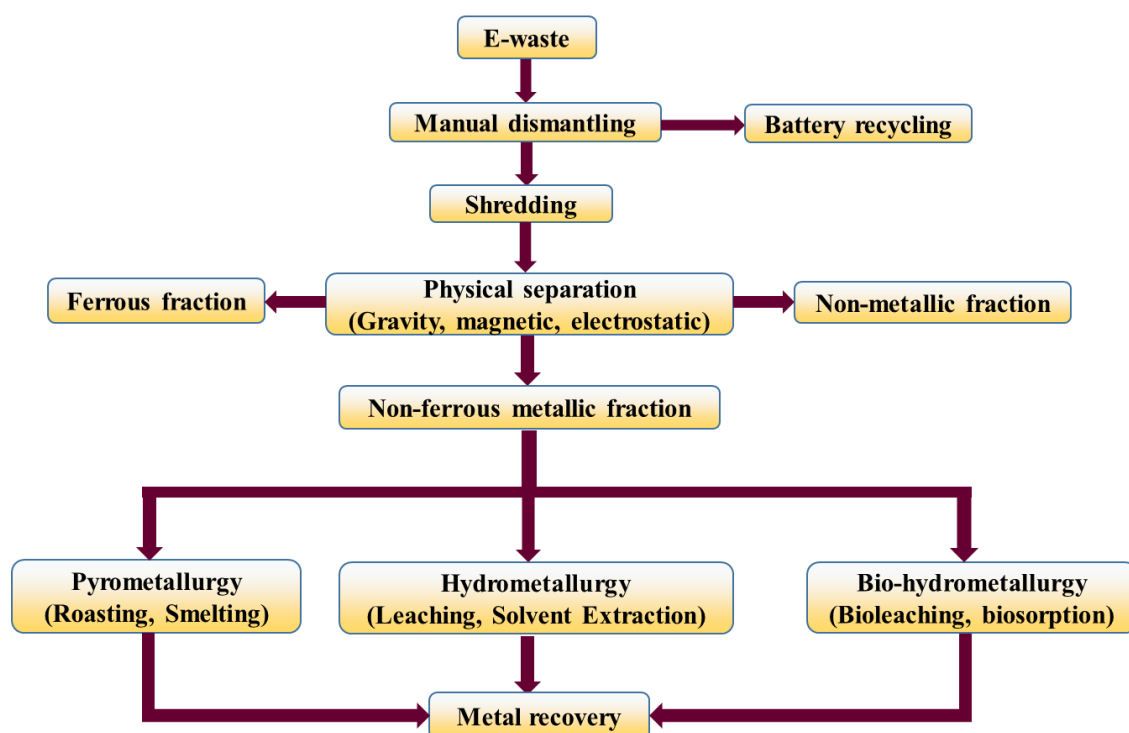 E-waste
Manual dismantling
Battery recycling
Shredding
Ferrous fraction
Physical separation
(Gravity, magnetic, electrostatic)
Non-metallic fraction
Non-ferrous metallic fraction
Pyrometallurgy
(Roasting, Smelting)
Hydrometallurgy
(Leaching, Solvent Extraction)
Bio-hydrometallurgy
(Bioleaching, biosorption)
Metal recovery